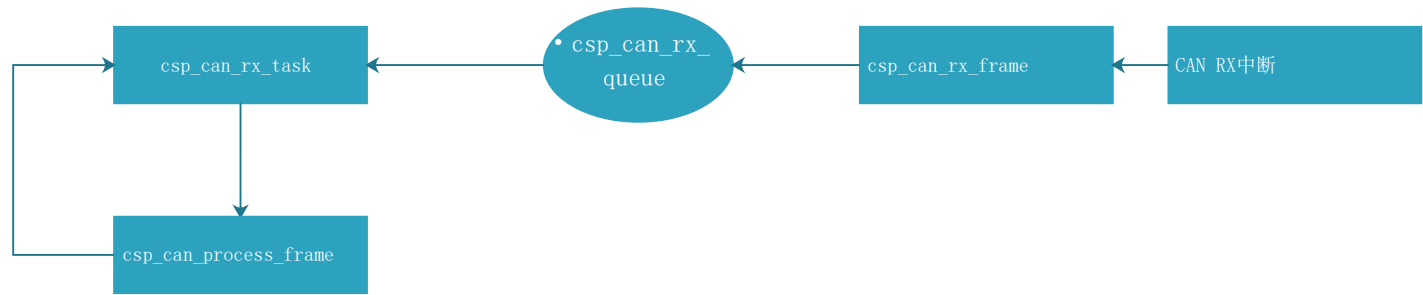 csp_can_rx_task
• csp_can_rx_
queue
csp_can_rx_frame
CAN RX中断
csp_can_process_frame